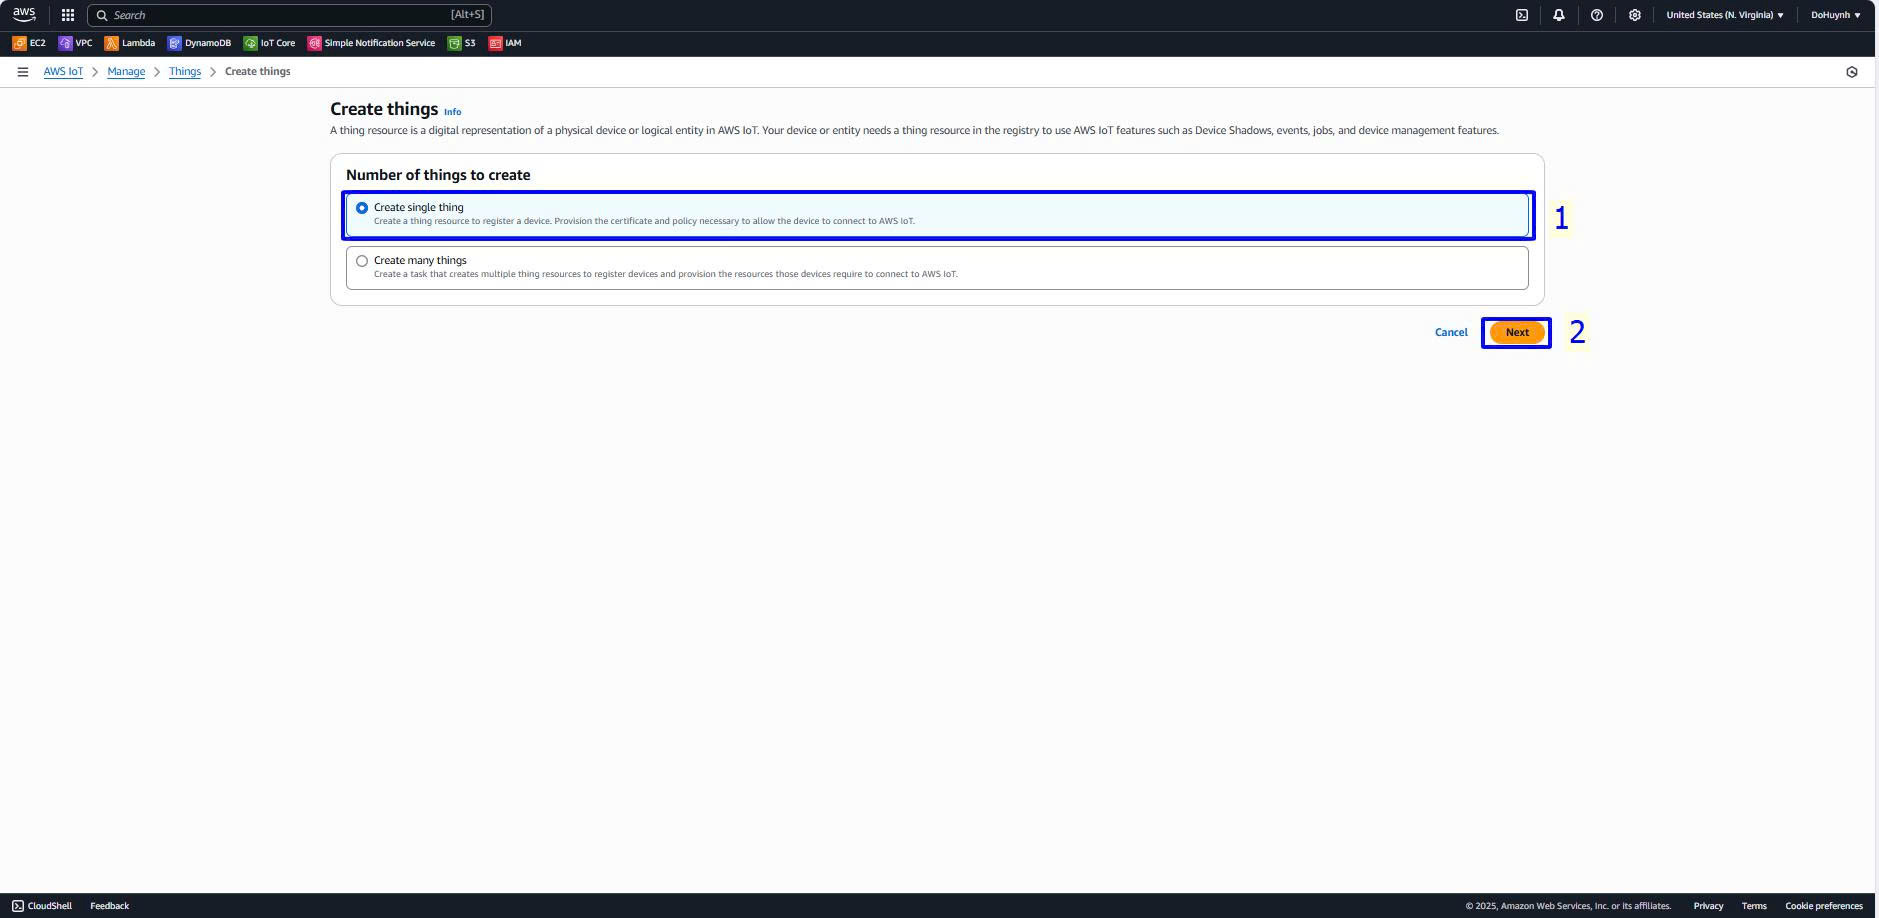 aws Search [Alt+S] United States (N. Virginia) DoHuynh
EC2 VPC Lambda DynamoDB IoT Core Simple Notification Service S3 IAM
AWS IoT Manage Things Create things
Create things Info
A thing resource is a digital representation of a physical device or logical entity in AWS IoT. Your device or entity needs a thing resource in the registry to use AWS IoT features such as Device Shadows, events, jobs, and device management features.
Number of things to create
Create single thing
Create a thing resource to register a device. Provision the certificate and policy necessary to allow the device to connect to AWS IoT.
1
Create many things
Create a task that creates multiple thing resources to register devices and provision the resources those devices require to connect to AWS IoT.
Cancel Next 2
CloudShell Feedback © 2025, Amazon Web Services, Inc. or its affiliates. Privacy Terms Cookie preferences